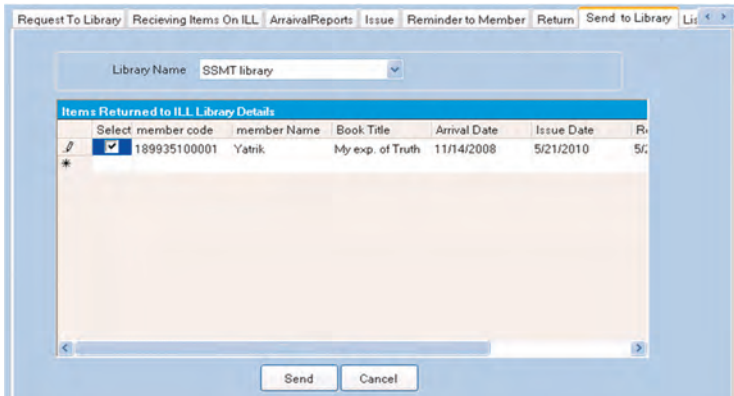 Request To Library Recieving Items On ILL ArraivalReports Issue Reminder to Member Return Send to Library
Library Name SSMT library
Items Returned to ILL Library Details
Select member code member Name Book Title Arrival Date Issue Date
189935100001 Yatrik My exp. of Truth 11/14/2008 5/21/2010
Send Cancel